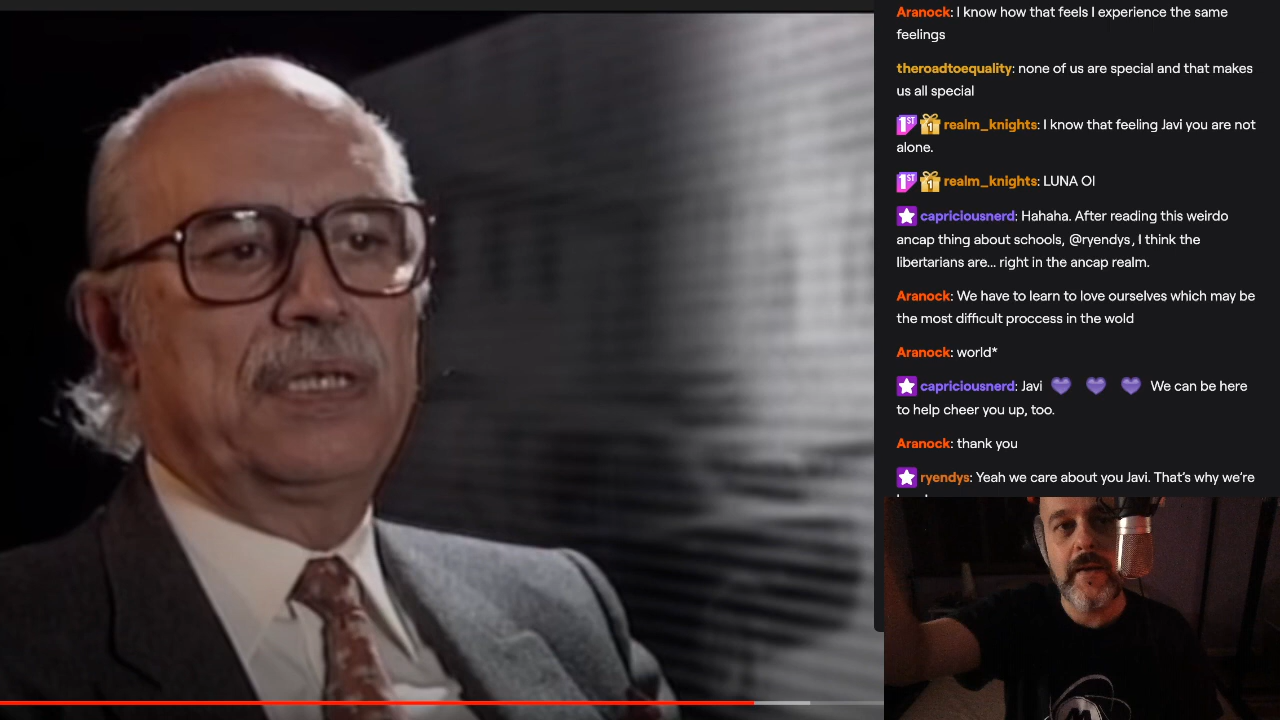 Aranock: I know how that feels I experience the same
feelings
theroadtoequality: none of us are special and that makes
us all special
1ST 1 realm_knights: I know that feeling Javi you are not
alone.
1ST 1 realm_knights: LUNA OI
capriciousnerd: Hahaha. After reading this weirdo
ancap thing about schools, @ryendys, I think the
libertarians are... right in the ancap realm.
Aranock: We have to learn to love ourselves which may be
the most difficult proccess in the wold
Aranock: world*
capriciousnerd: Javi 💜 💜 💜 We can be here
to help cheer you up, too.
Aranock: thank you
ryendys: Yeah we care about you Javi. That's why we're